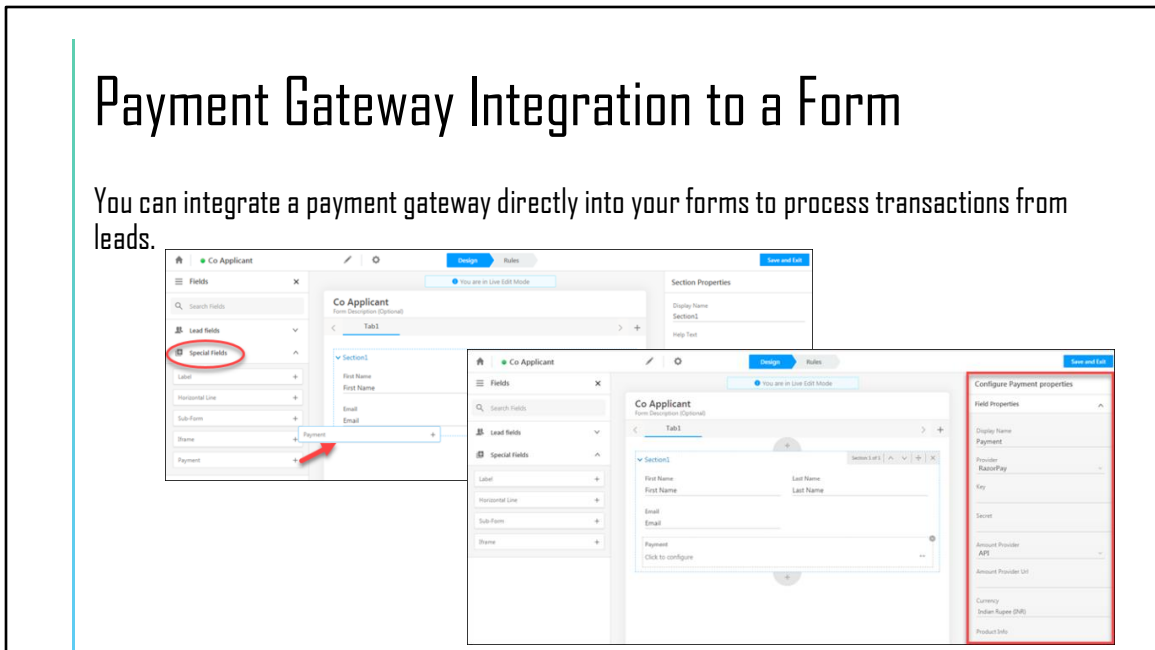 Payment Gateway Integration to a Form
You can integrate a payment gateway directly into your forms to process transactions from
leads.
Co Applicant
Design
Rules
Save and Exit
Fields
You are in Live Edit Mode
Section Properties
Search Fields
Co Applicant
Form Description (Optional)
Display Name
Section1
Lead fields
Tab1
Help Text
Special Fields
Section1
Label
First Name
First Name
Horizontal Line
Sub-Form
Email
Email
Iframe
Payment
Payment
Co Applicant
Design
Rules
Save and Exit
Fields
You are in Live Edit Mode
Configure Payment properties
Search Fields
Co Applicant
Form Description (Optional)
Field Properties
Lead fields
Tab1
Display Name
Payment
Special Fields
Section1
Section 1 of 1
Provider
RazorPay
Label
First Name
Last Name
First Name
Last Name
Key
Horizontal Line
Sub-Form
Email
Email
Secret
Iframe
Payment
Click to configure
Amount Provider
API
Amount Provider Url
Currency
Indian Rupee (INR)
Product Info